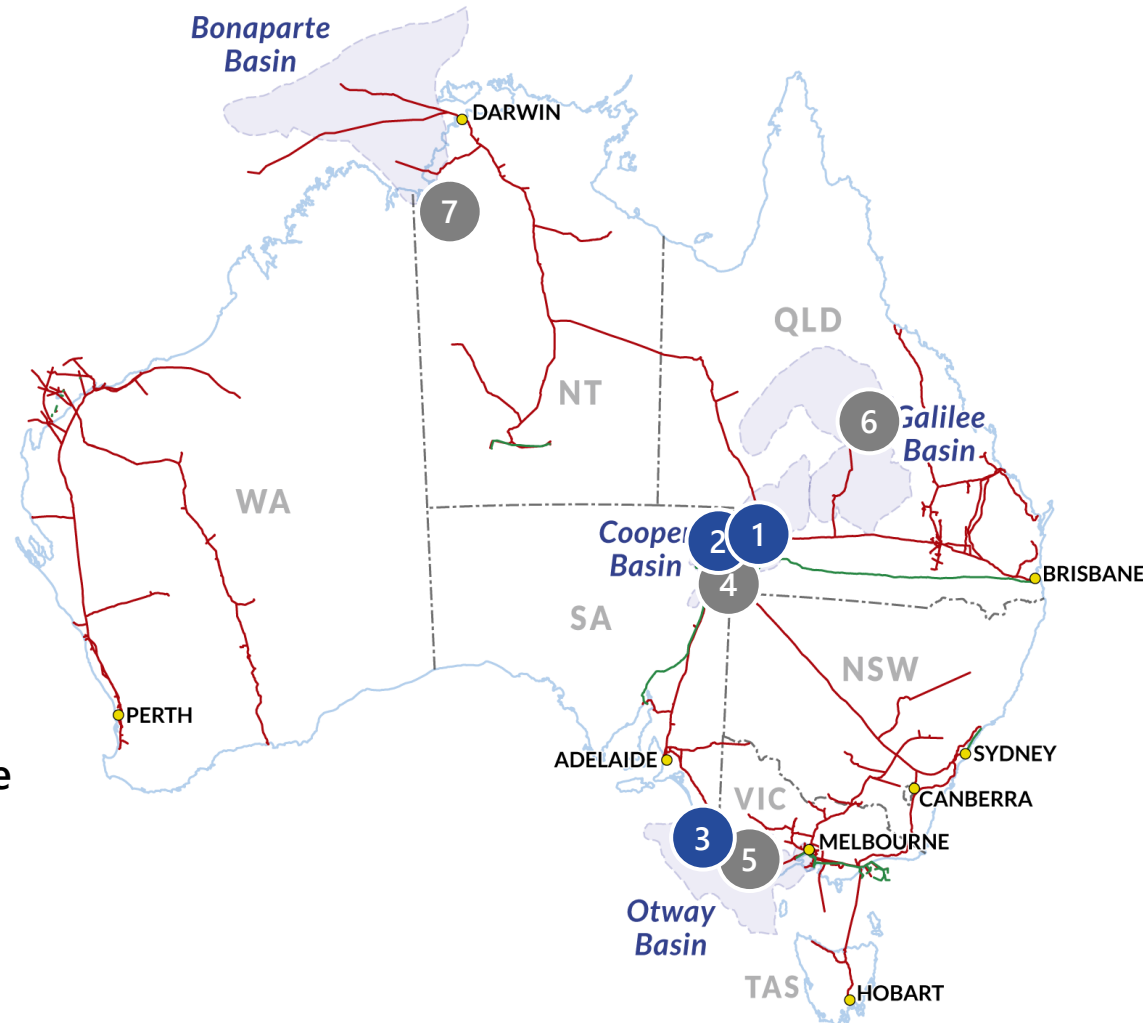 Bonaparte
Basin
DARWIN
7
QLD
NT
6
Galilee
Basin
WA
Cooper
Basin
2
1
4
BRISBANE
SA
NSW
PERTH
ADELAIDE
SYDNEY
e
VIC
CANBERRA
3
5
MELBOURNE
Otway
Basin
TAS
HOBART